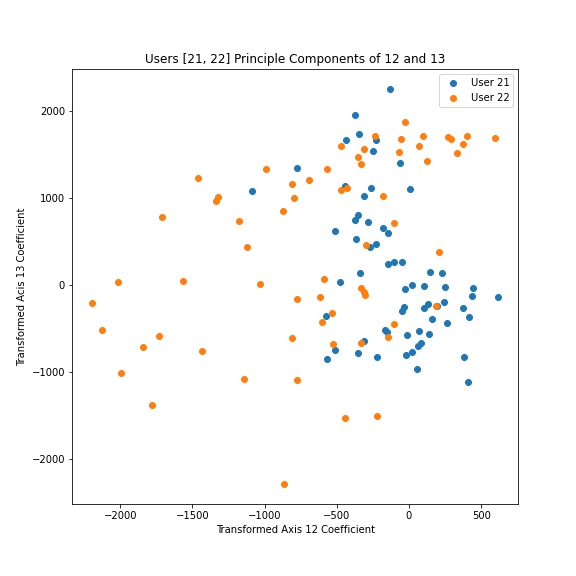 Users [21, 22] Principle Components of 12 and 13
User 21
User 22
2000
1000
0
−1000
−2000
Transformed Acis 13 Coefficient
−2000
−1500
−1000
−500
0
500
Transformed Axis 12 Coefficient